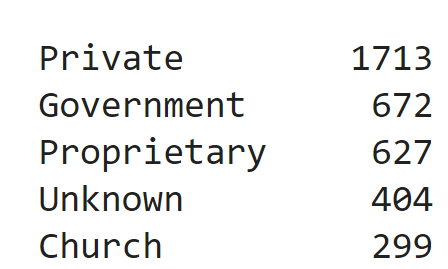 Private 1713
Government 672
Proprietary 627
Unknown 404
Church 299